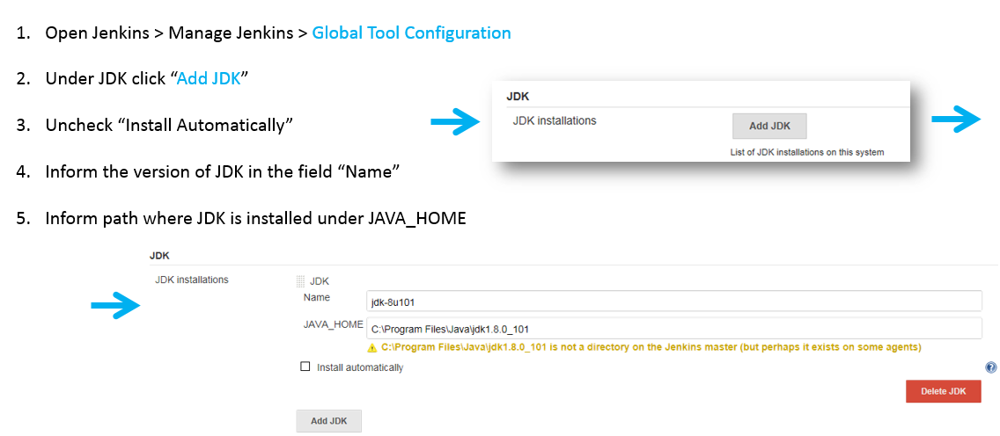 1. Open Jenkins > Manage Jenkins > Global Tool Configuration
2. Under JDK click “Add JDK”
3. Uncheck “Install Automatically”
4. Inform the version of JDK in the field “Name”
5. Inform path where JDK is installed under JAVA_HOME
JDK
JDK installations
Add JDK
List of JDK installations on this system
JDK
JDK installations
JDK
Name
jdk-8u101
JAVA_HOME
C:\Program Files\Java\jdk1.8.0_101
C:\Program Files\Java\jdk1.8.0_101 is not a directory on the Jenkins master (but perhaps it exists on some agents)
Install automatically
?
Delete JDK
Add JDK